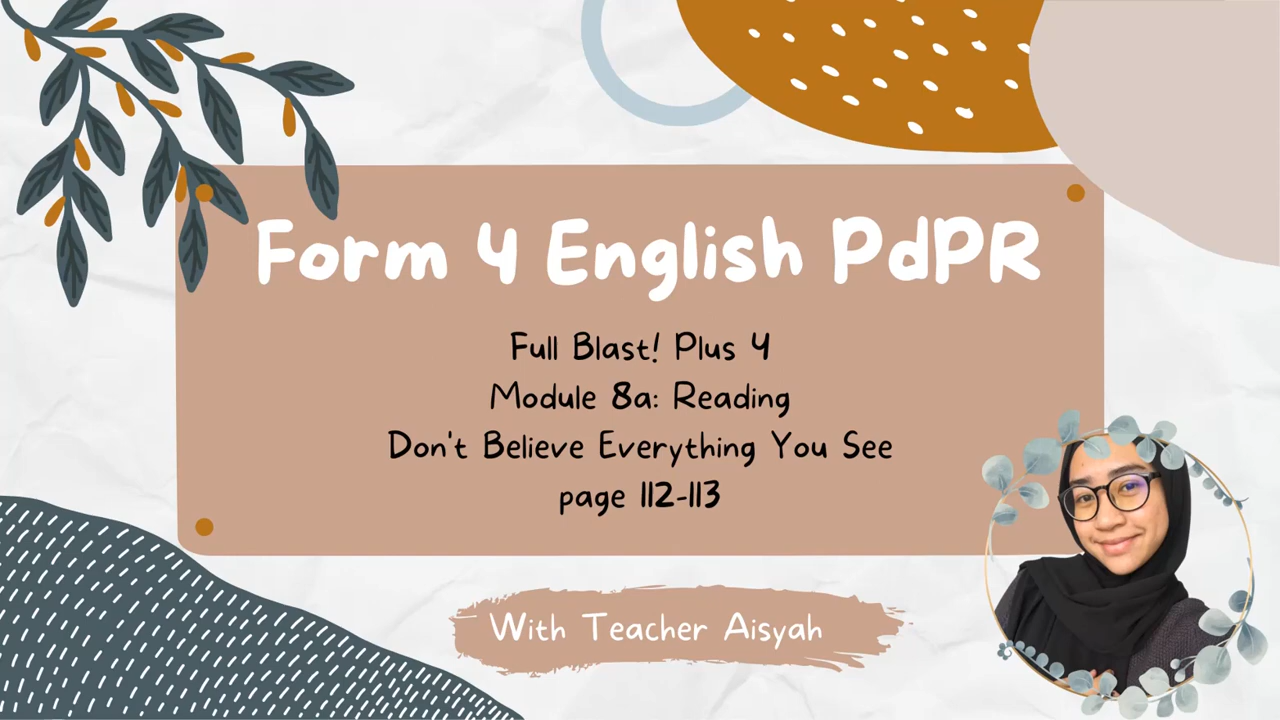 Form 4 English PdPR
Full Blast! Plus 4
Module 8a: Reading
Don't Believe Everything You See
page 112-113
With Teacher Aisyah